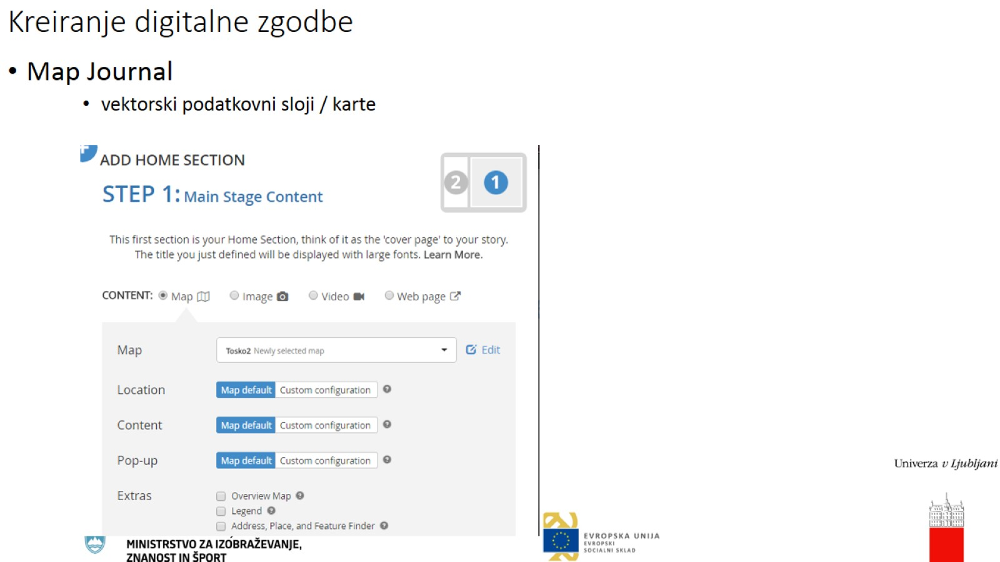 Kreiranje digitalne zgodbe
• Map Journal
• vektorski podatkovni sloji / karte
ADD HOME SECTION
STEP 1: Main Stage Content
2 1
This first section is your Home Section, think of it as the 'cover page' to your story.
The title you just defined will be displayed with large fonts. Learn More.
CONTENT: Map Image Video Web page
Map Tosko2 Newly selected map Edit
Location Map default Custom configuration ?
Content Map default Custom configuration ?
Pop-up Map default Custom configuration ?
Extras Overview Map ?
Legend ?
Address, Place, and Feature Finder ?
MINISTRSTVO ZA IZOBRAŽEVANJE,
ZNANOST IN ŠPORT
EVROPSKA UNIJA
EVROPSKI
SOCIALNI SKLAD
Univerza v Ljubljani